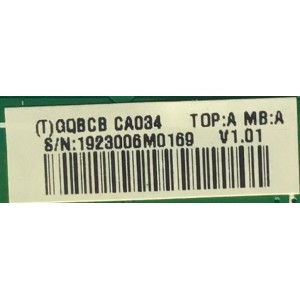 (T)GQBCB CA034 TOP:A MB:A
S/N:1923006M0169 V1.01